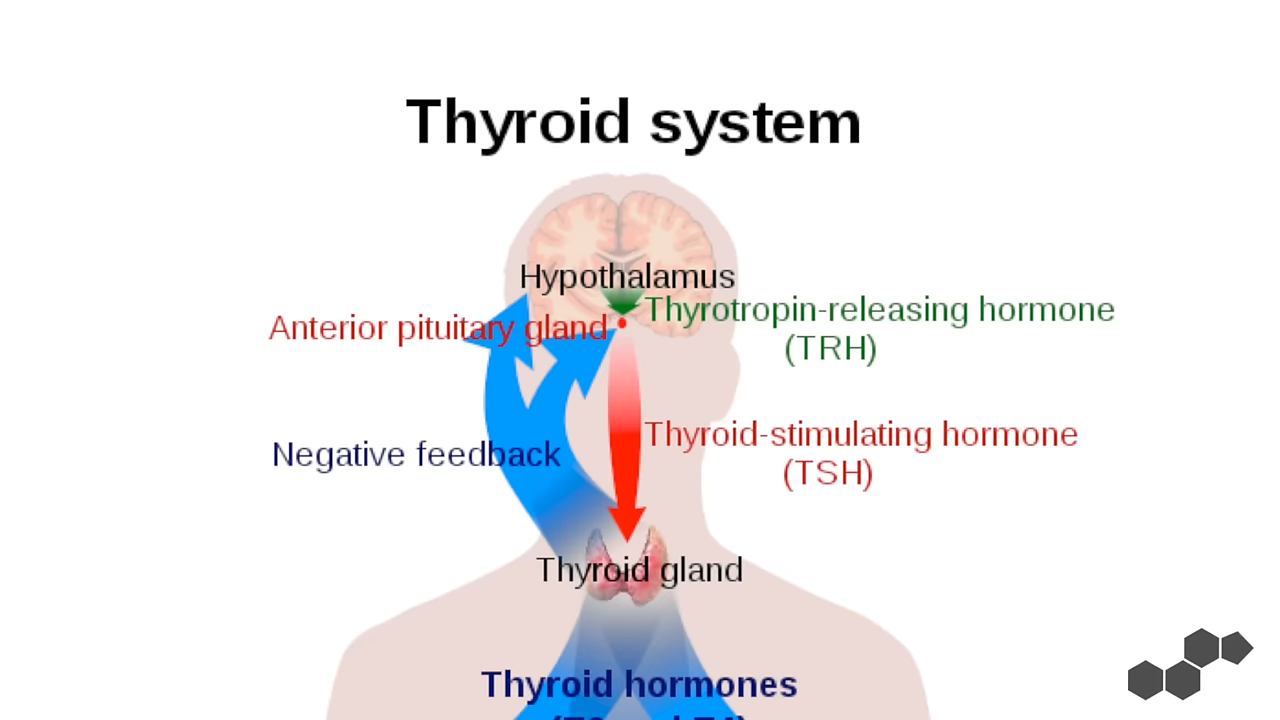 Thyroid system
Hypothalamus
Thyrotropin-releasing hormone
(TRH)
Anterior pituitary gland
Thyroid-stimulating hormone
(TSH)
Negative feedback
Thyroid gland
Thyroid hormones